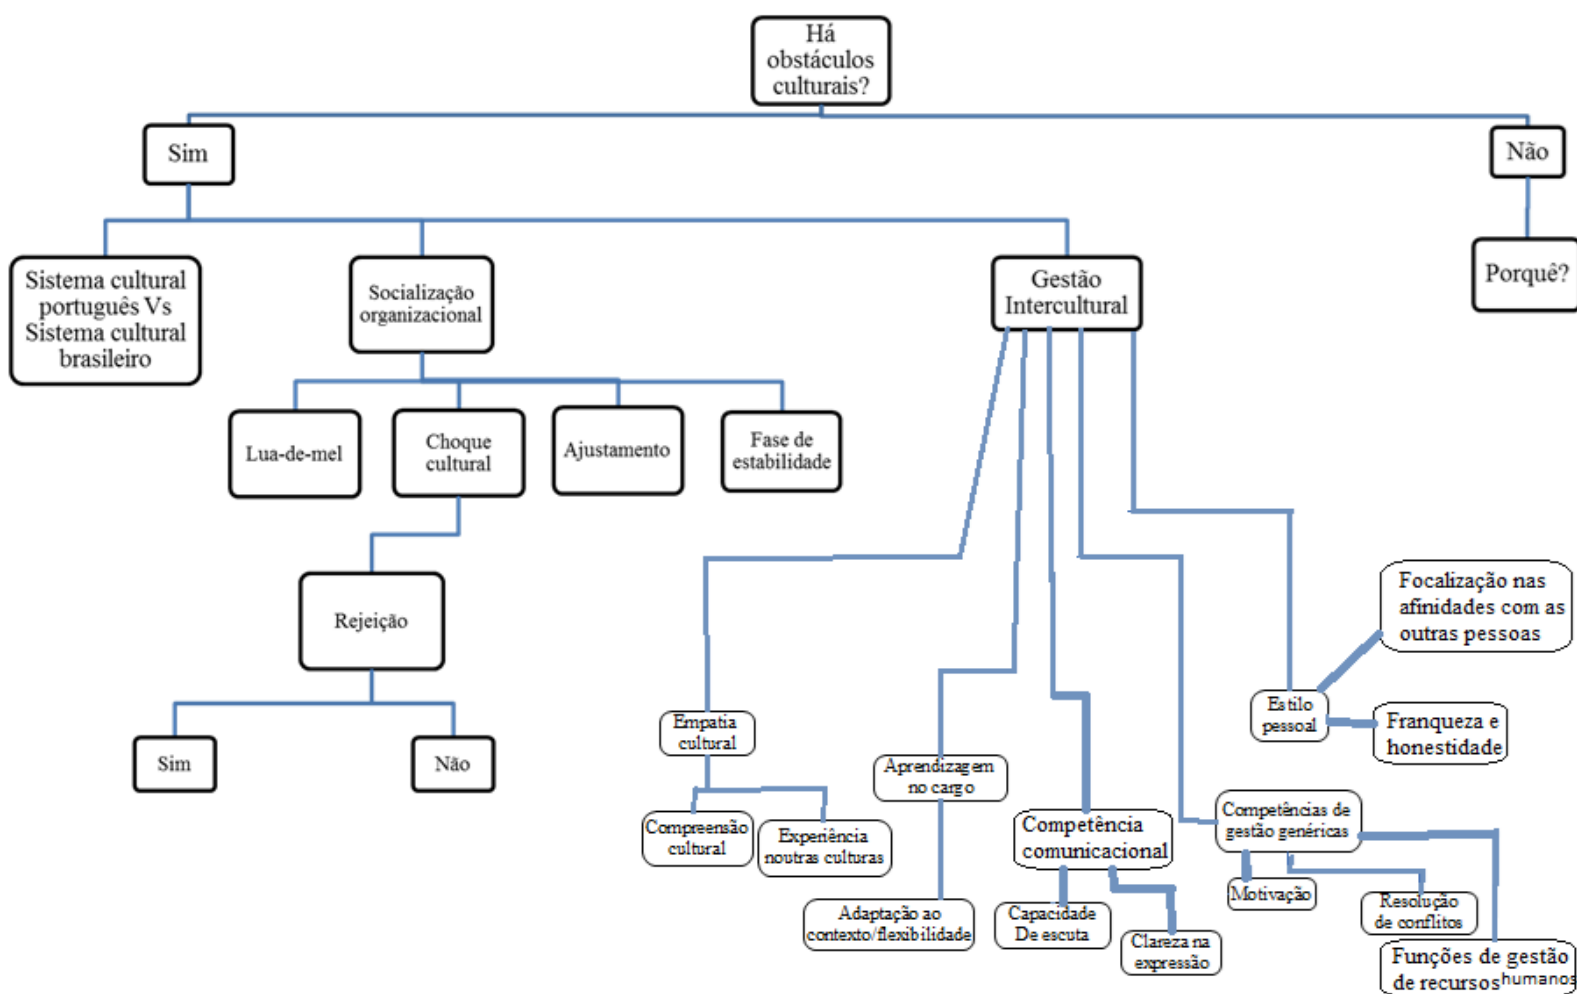 Há
obstáculos
culturais?
Sim
Não
Sistema cultural
português Vs
Sistema cultural
brasileiro
Socialização
organizacional
Gestão
Intercultural
Porquê?
Lua-de-mel
Choque
cultural
Ajustamento
Fase de
estabilidade
Rejeição
Sim
Não
Empatia
cultural
Compreensão
cultural
Experiência
noutras culturas
Aprendizagem
no cargo
Adaptação ao
contexto/flexibilidade
Competência
comunicacional
Capacidade
De escuta
Clareza na
expressão
Competências de
gestão genéricas
Motivação
Resolução
de conflitos
Funções de gestão
de recursos humanos
Estilo
pessoal
Focalização nas
afinidades com as
outras pessoas
Franqueza e
honestidade